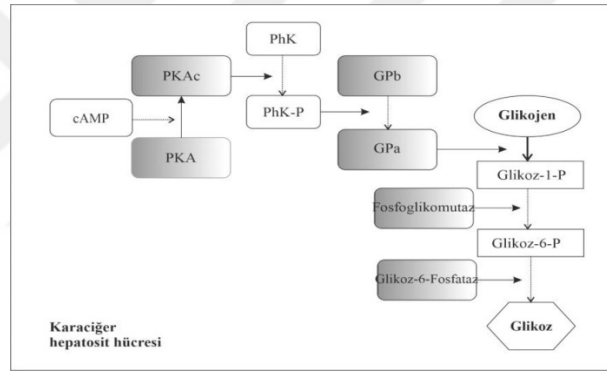 PhK
PKAc
GPb
cAMP
PhK-P
Glikojen
PKA
GPa
Glikoz-1-P
Fosfoglikomutaz
Glikoz-6-P
Glikoz-6-Fosfataz
Karaciğer
hepatosit hücresi
Glikoz